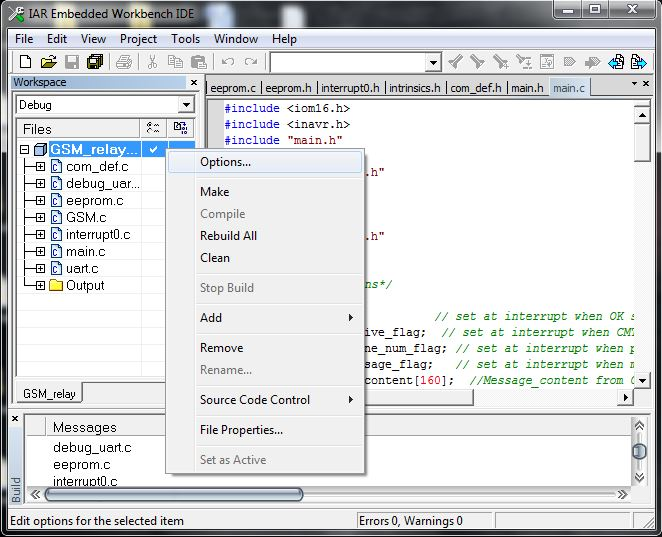 IAR Embedded Workbench IDE
File Edit View Project Tools Window Help
Workspace
eeprom.c eeprom.h interrupt0.h intrinsics.h com_def.h main.h main.c
Debug
Files
GSM_relay...
com_def.c
debug_uar...
eeprom.c
GSM.c
interrupt0.c
main.c
uart.c
Output
GSM_relay
#include <iom16.h>
#include <inavr.h>
#include "main.h"
.h"
.h"
ns*/
// set at interrupt when OK s
ive_flag; // set at interrupt when CMT
ne_num_flag; // set at interrupt when p
sage_flag; // set at interrupt when m
content[160]; //Message_content from G
Options...
Make
Compile
Rebuild All
Clean
Stop Build
Add
Remove
Rename...
Source Code Control
File Properties...
Set as Active
Messages
debug_uart.c
eeprom.c
interrupt0.c
Build
Edit options for the selected item
Errors 0, Warnings 0